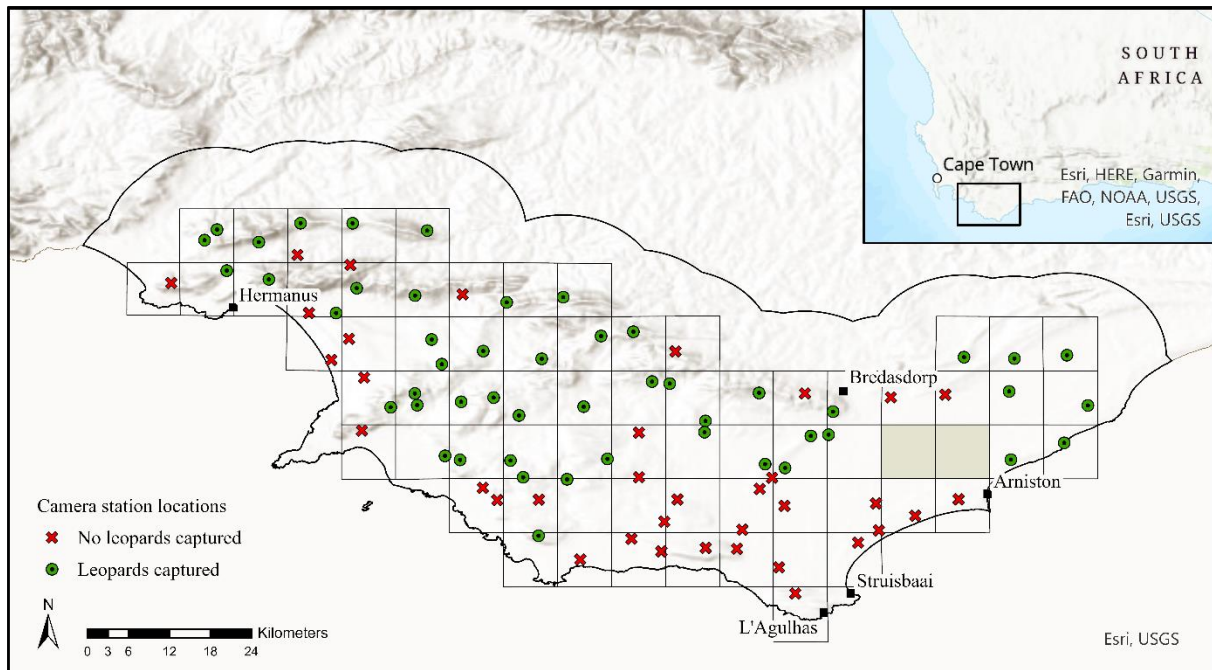 SOUTH
AFRICA
Cape Town
Esri, HERE, Garmin,
FAO, NOAA, USGS,
Esri, USGS
Hermanus
Bredasdorp
Arniston
Struisbaai
L'Agulhas
Camera station locations
No leopards captured
Leopards captured
N
Kilometers
0 3 6 12 18 24
Esri, USGS